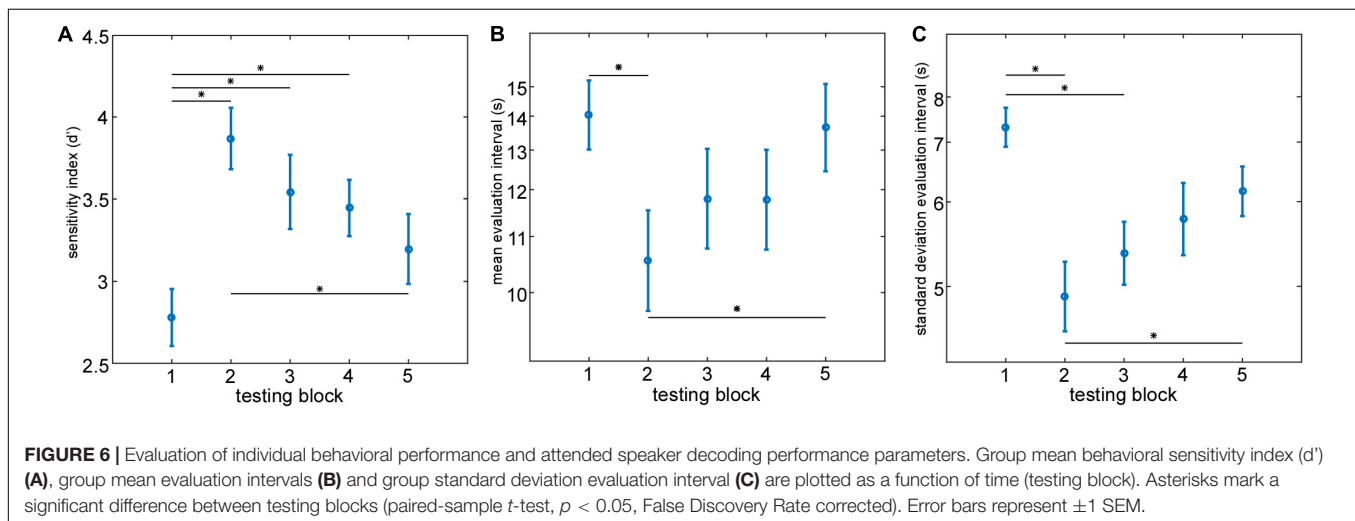 A
4.5
4
3.5
3
2.5
sensitivity index (d')
*
*
*
*
1 2 3 4 5
testing block
B
15
14
13
12
11
10
mean evaluation interval (s)
*
*
1 2 3 4 5
testing block
C
8
7
6
5
standard deviation evaluation interval (s)
*
*
*
1 2 3 4 5
testing block
FIGURE 6 | Evaluation of individual behavioral performance and attended speaker decoding performance parameters. Group mean behavioral sensitivity index (d')
(A), group mean evaluation intervals (B) and group standard deviation evaluation interval (C) are plotted as a function of time (testing block). Asterisks mark a
significant difference between testing blocks (paired-sample t-test, p < 0.05, False Discovery Rate corrected). Error bars represent ±1 SEM.